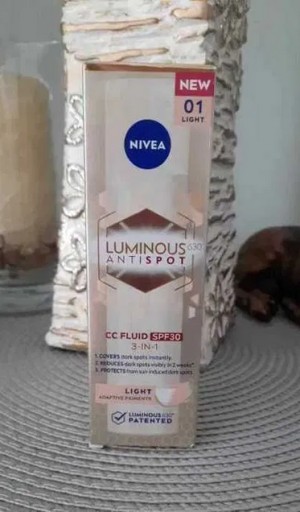 NEW
01
LIGHT
NIVEA
LUMINOUS630
ANTISPOT
CC FLUID SPF30
3-IN-1
1. COVERS dark spots instantly
2. REDUCES dark spots visibly in 2 weeks*
3. PROTECTS from sun induced dark spots
LIGHT
ADAPTIVE PIGMENTS
LUMINOUS630®
PATENTED